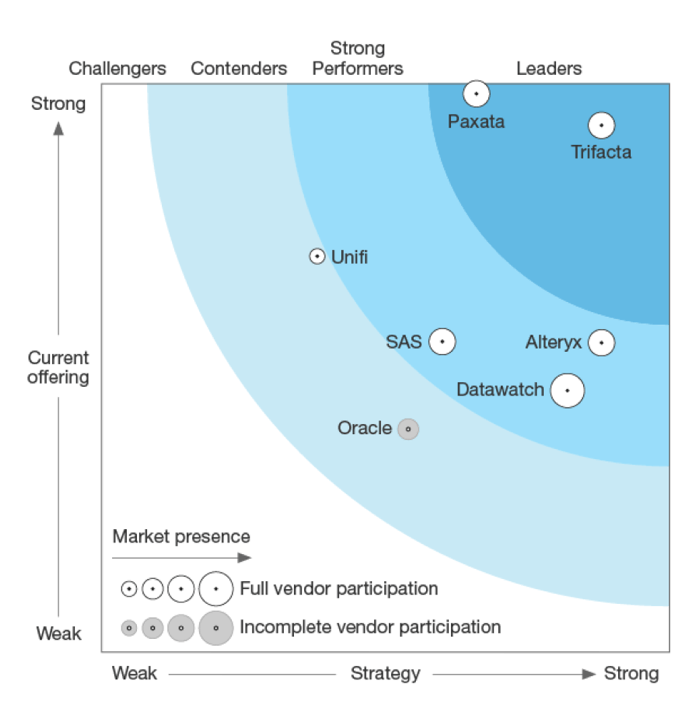 Strong
Challengers Contenders Performers Leaders
Strong
Paxata
Trifacta
Unifi
SAS
Alteryx
Current
offering
Datawatch
Oracle
Market presence
Full vendor participation
Incomplete vendor participation
Weak
Weak Strategy Strong